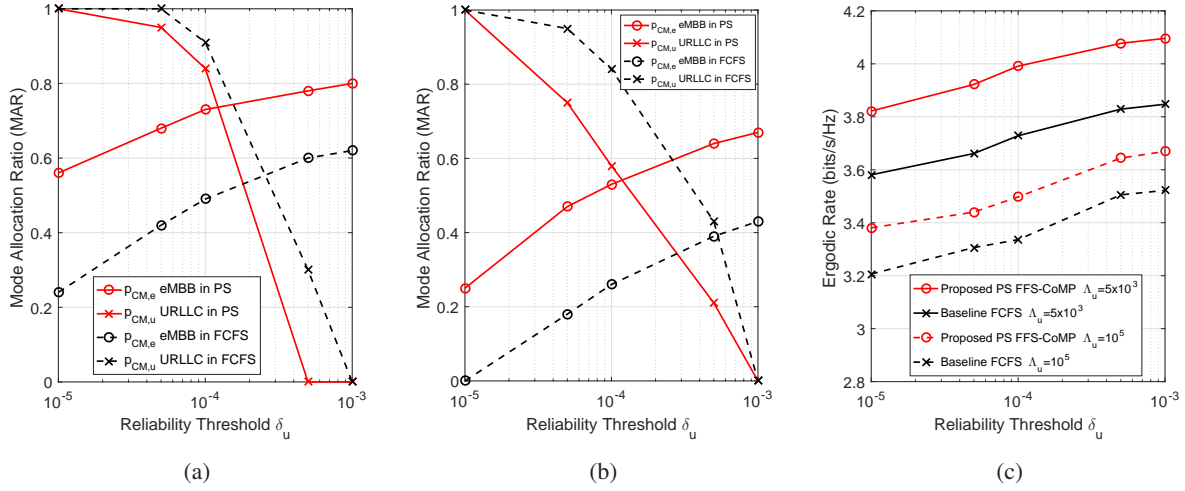 Mode Allocation Ratio (MAR)
1
0.8
0.6
0.4
0.2
0
p_CM,e eMBB in PS
p_CM,u URLLC in PS
p_CM,e eMBB in FCFS
p_CM,u URLLC in FCFS
10^-5
10^-4
10^-3
Reliability Threshold δ_u
(a)
Mode Allocation Ratio (MAR)
1
0.8
0.6
0.4
0.2
0
p_CM,e eMBB in PS
p_CM,u URLLC in PS
p_CM,e eMBB in FCFS
p_CM,u URLLC in FCFS
10^-5
10^-4
10^-3
Reliability Threshold δ_u
(b)
Ergodic Rate (bits/s/Hz)
4.2
4
3.8
3.6
3.4
3.2
3
2.8
Proposed PS FFS-CoMP Λ_u=5x10^3
Baseline FCFS Λ_u=5x10^3
Proposed PS FFS-CoMP Λ_u=10^5
Baseline FCFS Λ_u=10^5
10^-5
10^-4
10^-3
Reliability Threshold δ_u
(c)